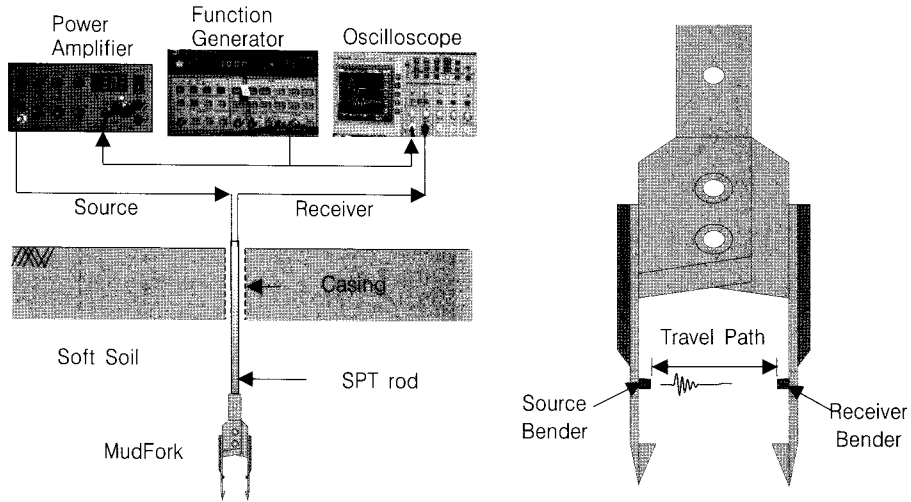 Power
Amplifier
Function
Generator
Oscilloscope
Source
Receiver
Casing
Soft Soil
SPT rod
MudFork
Travel Path
Source
Bender
Receiver
Bender